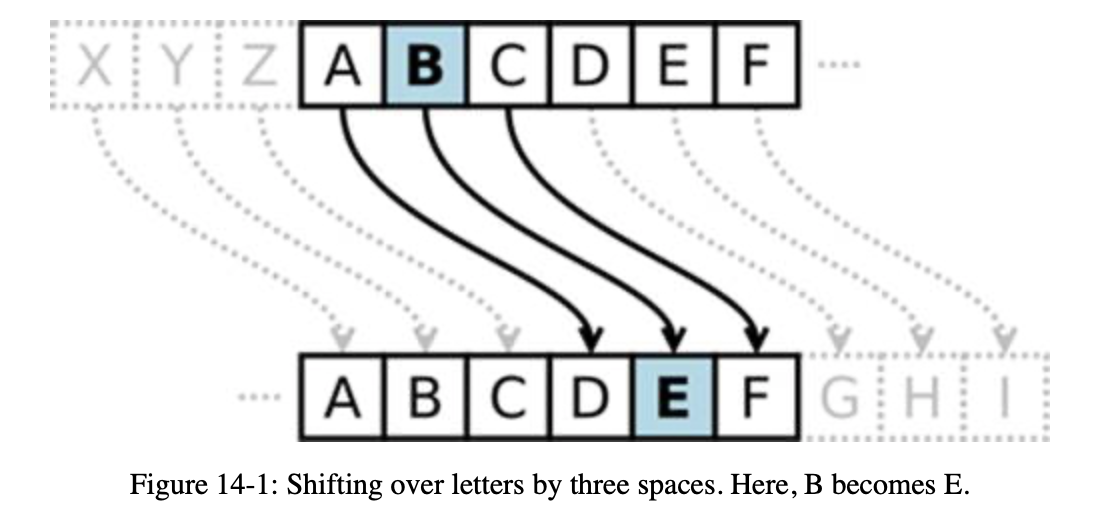 X Y Z A B C D E F ....
.... A B C D E F G H I
Figure 14-1: Shifting over letters by three spaces. Here, B becomes E.